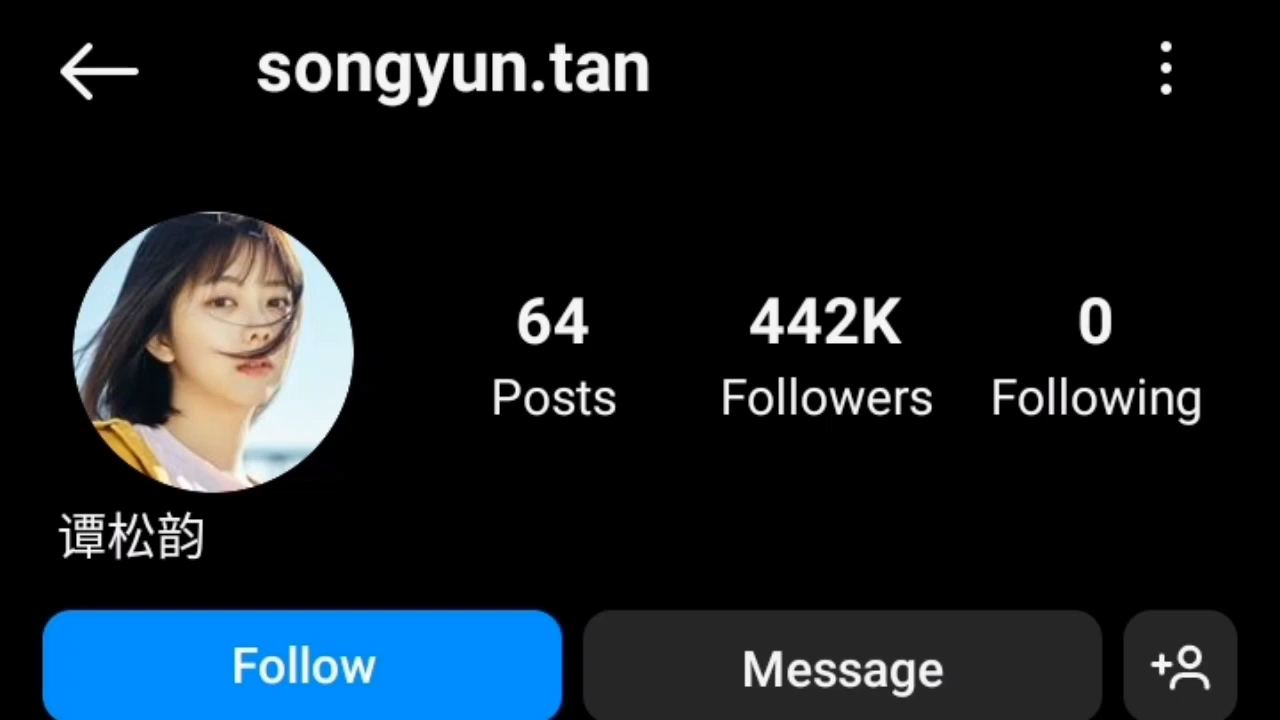 songyun.tan
64 442K 0
Posts Followers Following
谭松韵
Follow Message